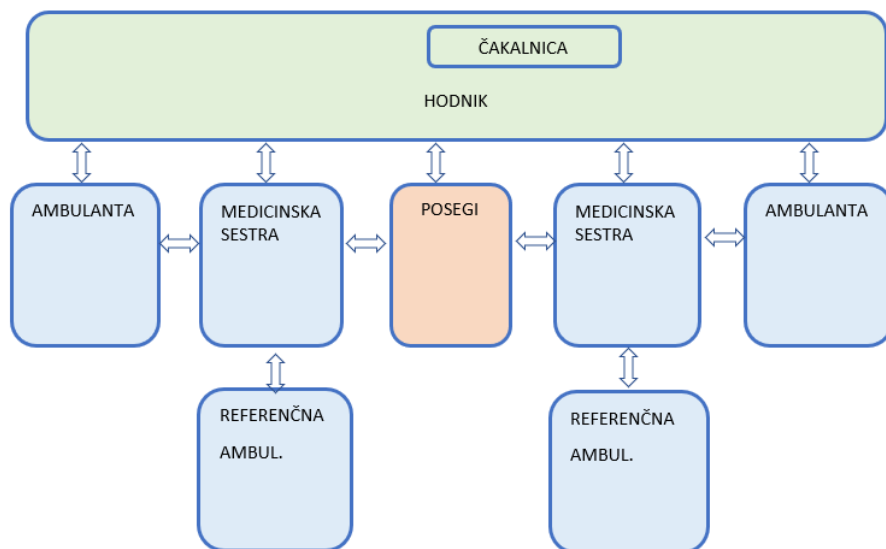 ČAKALNICA
HODNIK
AMBULANTA
MEDICINSKA
SESTRA
POSEGI
MEDICINSKA
SESTRA
AMBULANTA
REFERENČNA
AMBUL.
REFERENČNA
AMBUL.